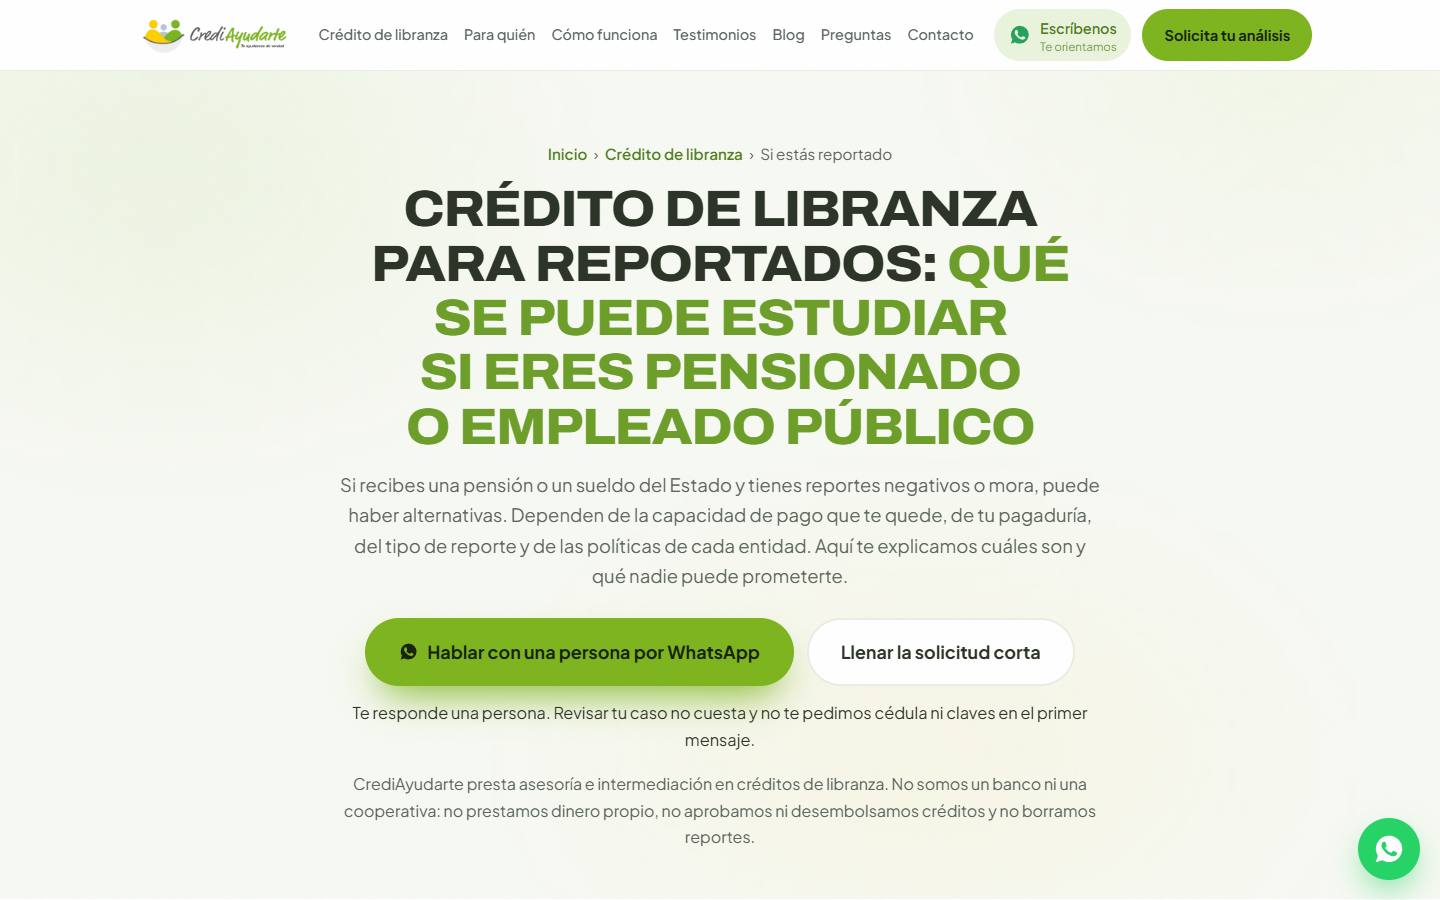 CrediAyudarte
Te ayudamos de verdad
Crédito de libranza
Para quién
Cómo funciona
Testimonios
Blog
Preguntas
Contacto
Escríbenos
Te orientamos
Solicita tu análisis
Inicio › Crédito de libranza › Si estás reportado
CRÉDITO DE LIBRANZA
PARA REPORTADOS: QUÉ
SE PUEDE ESTUDIAR
SI ERES PENSIONADO
O EMPLEADO PÚBLICO
Si recibes una pensión o un sueldo del Estado y tienes reportes negativos o mora, puede
haber alternativas. Dependen de la capacidad de pago que te quede, de tu pagaduría,
del tipo de reporte y de las políticas de cada entidad. Aquí te explicamos cuáles son y
qué nadie puede prometerte.
Hablar con una persona por WhatsApp
Llenar la solicitud corta
Te responde una persona. Revisar tu caso no cuesta y no te pedimos cédula ni claves en el primer
mensaje.
CrediAyudarte presta asesoría e intermediación en créditos de libranza. No somos un banco ni una
cooperativa: no prestamos dinero propio, no aprobamos ni desembolsamos créditos y no borramos
reportes.